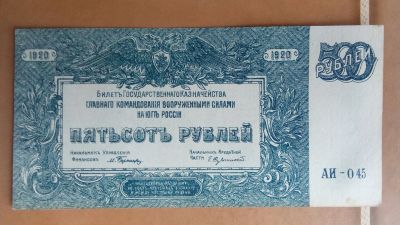 1920 1920
500
РУБЛЕЙ
БИЛЕТЪ ГОСУДАРСТВЕННАГО КАЗНАЧЕЙСТВА
ГЛАВНАГО КОМАНДОВАНІЯ ВООРУЖЕННЫМИ СИЛАМИ
НА ЮГѢ РОССІИ
ПЯТЬСОТЪ РУБЛЕЙ
НАЧАЛЬНИКЪ УПРАВЛЕНІЯ
ФИНАНСОВЪ
НАЧАЛЬНИКЪ КРЕДИТНОЙ
ЧАСТИ
АИ-045